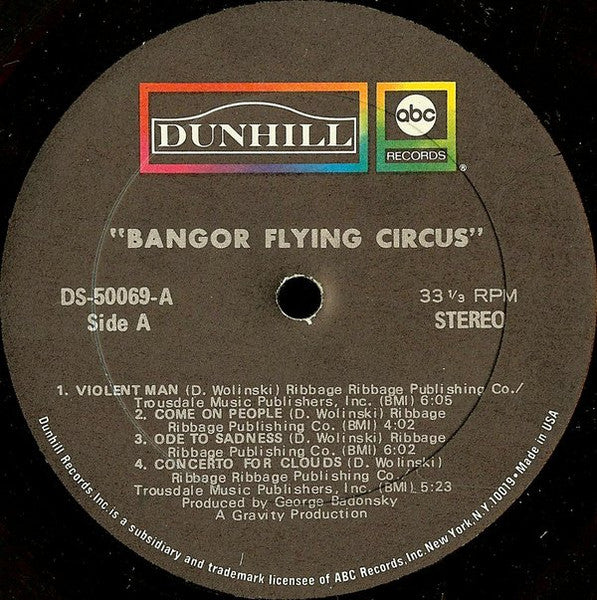 DUNHILL
abc
RECORDS
®
"BANGOR FLYING CIRCUS"
DS-50069-A
Side A
33 1/3 RPM
STEREO
1. VIOLENT MAN (D. Wolinski) Ribbage Ribbage Publishing Co./
Trousdale Music Publishers, Inc. (BMI) 6:05
2. COME ON PEOPLE (D. Wolinski) Ribbage
Ribbage Publishing Co. (BMI) 4:02
3. ODE TO SADNESS (D. Wolinski) Ribbage
Ribbage Publishing Co. (BMI) 6:02
4. CONCERTO FOR CLOUDS (D. Wolinski)
Ribbage Ribbage Publishing Co.
Trousdale Music Publishers, Inc. (BMI) 5:23
Produced by George Badonsky
A Gravity Production
Dunhill Records Inc. is a subsidiary and trademark licensee of ABC Records, Inc. New York, N.Y. 10019 • Made in USA